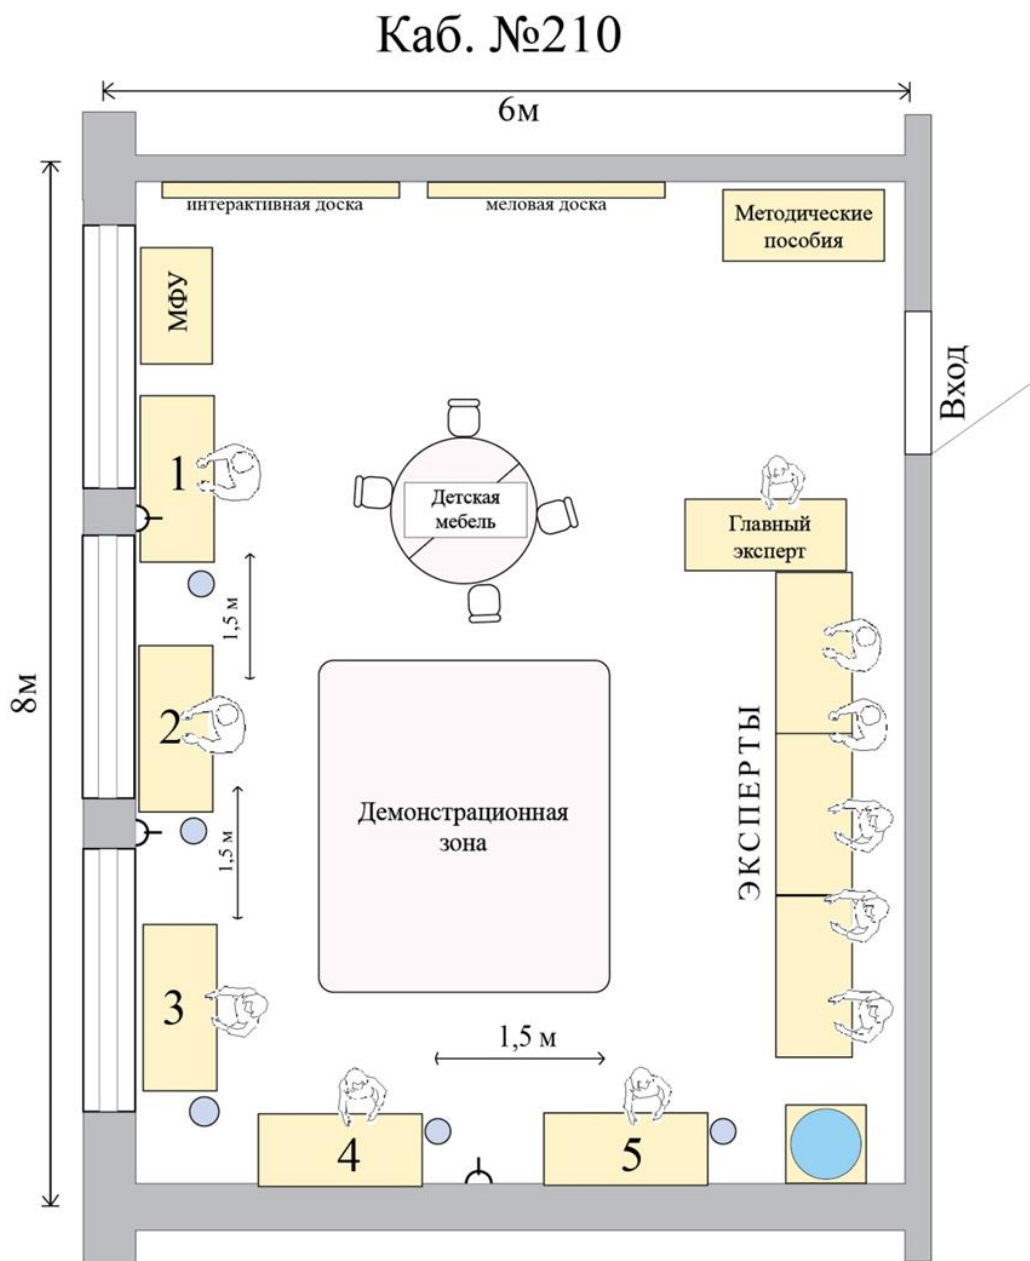 Каб. №210
6м
интерактивная доска
меловая доска
Методические
пособия
МФУ
Вход
1
Детская
мебель
Главный
эксперт
1,5 м
8м
2
ЭКСПЕРТЫ
Демонстрационная
зона
1,5 м
3
1,5 м
4
5